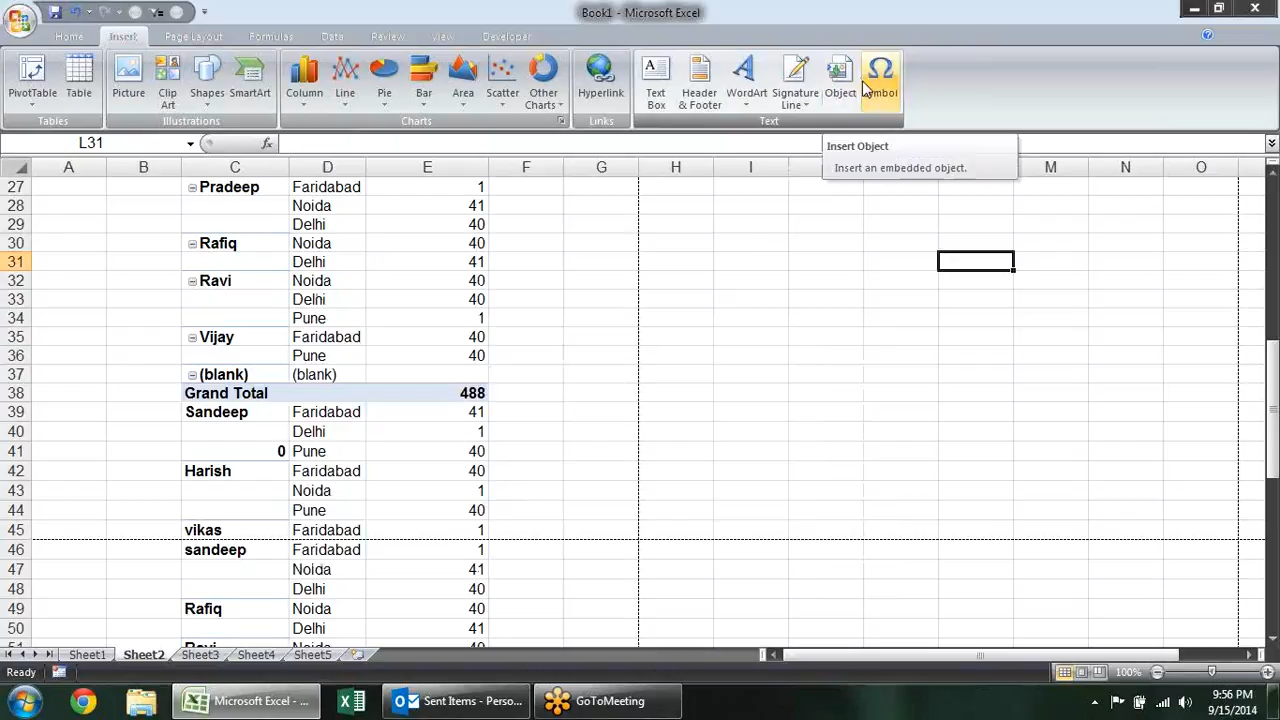 Book1 - Microsoft Excel
Home Insert Page Layout Formulas Data Review View Developer
PivotTable Table Picture Clip Art Shapes SmartArt Column Line Pie Bar Area Scatter Other Charts Hyperlink Text Box Header & Footer WordArt Signature Line Object
Tables Illustrations Charts Links Text
L31 fx
Insert Object
Insert an embedded object.
A B C D E F G H I M N O
27 Pradeep Faridabad 1
28 Noida 41
29 Delhi 40
30 Rafiq Noida 40
31 Delhi 41
32 Ravi Noida 40
33 Delhi 40
34 Pune 1
35 Vijay Faridabad 40
36 Pune 40
37 (blank) (blank)
38 Grand Total 488
39 Sandeep Faridabad 41
40 Delhi 1
41 0 Pune 40
42 Harish Faridabad 40
43 Noida 1
44 Pune 40
45 vikas Faridabad 1
46 sandeep Faridabad 1
47 Noida 41
48 Delhi 40
49 Rafiq Noida 40
50 Delhi 41
Sheet1 Sheet2 Sheet3 Sheet4 Sheet5
Ready 100%
Microsoft Excel - ... Sent Items - Perso... GoToMeeting
9:56 PM
9/15/2014